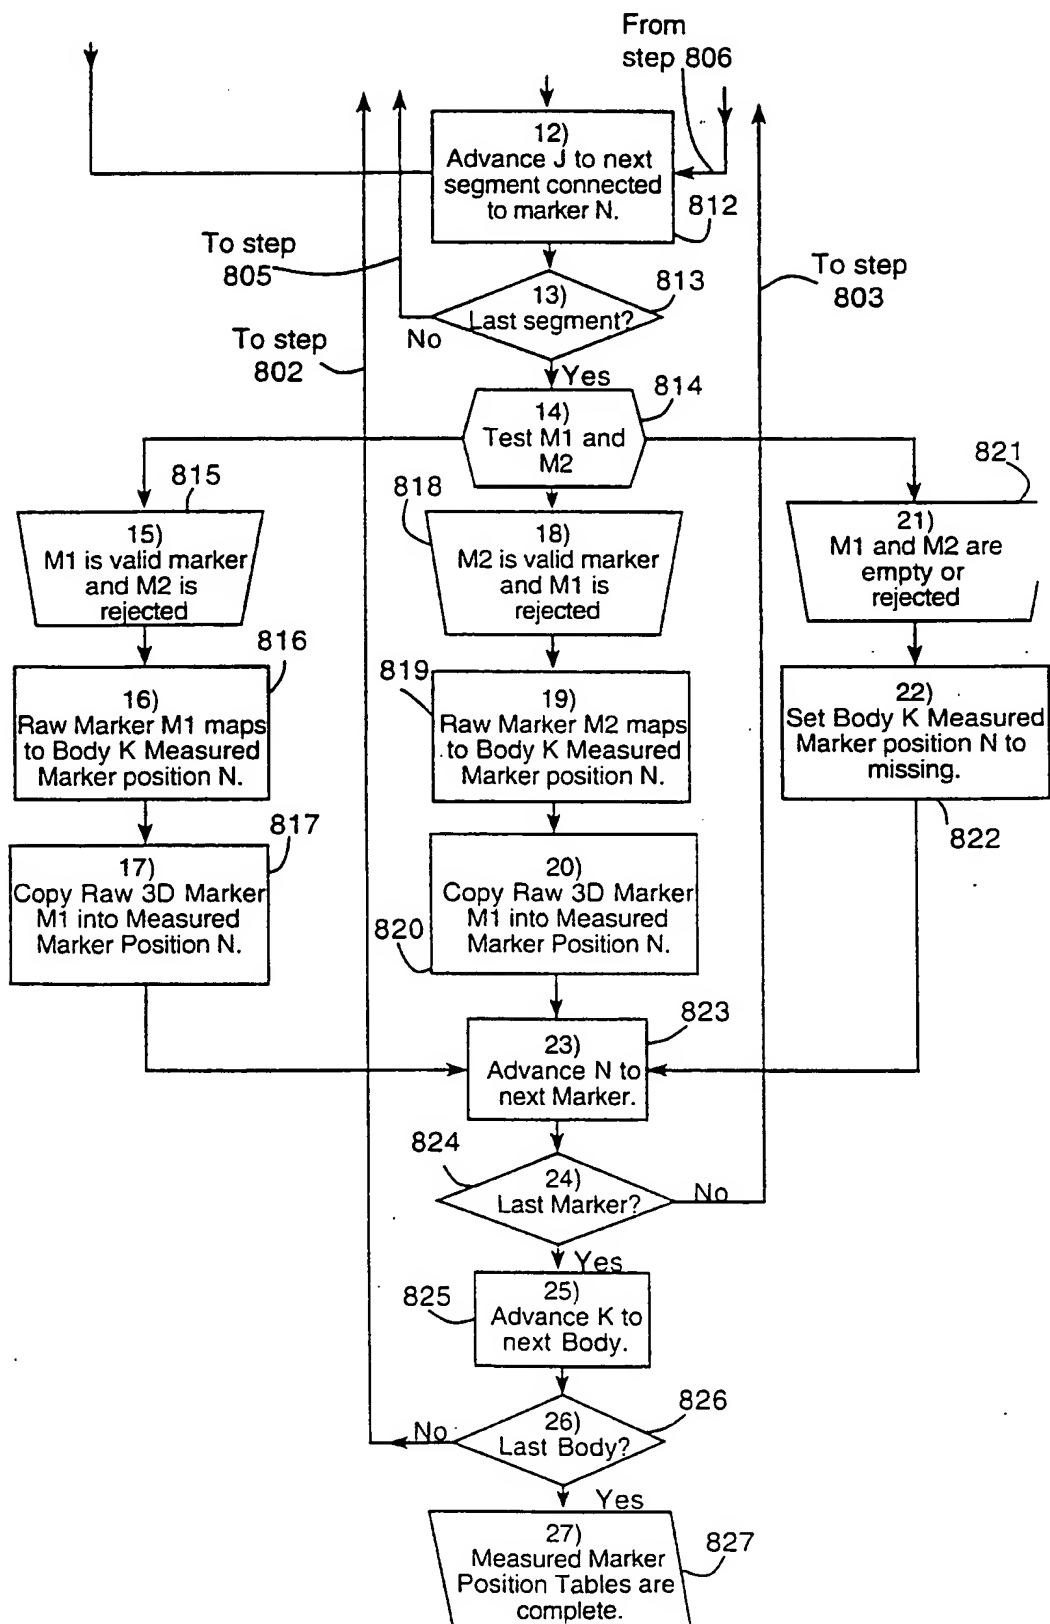 From
step 806
12)
Advance J to next
segment connected
to marker N.
812
To step
805
To step
803
13)
Last segment?
813
No
To step
802
Yes
14)
Test M1 and
M2
814
815
15)
M1 is valid marker
and M2 is
rejected
818
18)
M2 is valid marker
and M1 is
rejected
821
21)
M1 and M2 are
empty or
rejected
816
16)
Raw Marker M1 maps
to Body K Measured
Marker position N.
819
19)
Raw Marker M2 maps
to Body K Measured
Marker position N.
22)
Set Body K Measured
Marker position N to
missing.
822
817
17)
Copy Raw 3D Marker
M1 into Measured
Marker Position N.
20)
Copy Raw 3D Marker
M1 into Measured
Marker Position N.
820
823
23)
Advance N to
next Marker.
824
24)
Last Marker?
No
Yes
25)
Advance K to
next Body.
825
826
26)
Last Body?
No
Yes
27)
Measured Marker
Position Tables are
complete.
827